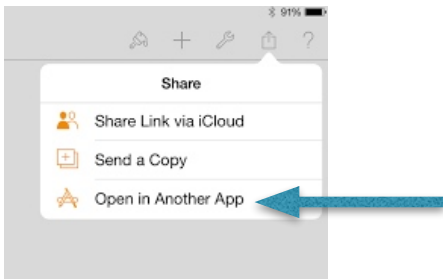 91%
?
Share
Share Link via iCloud
Send a Copy
Open in Another App